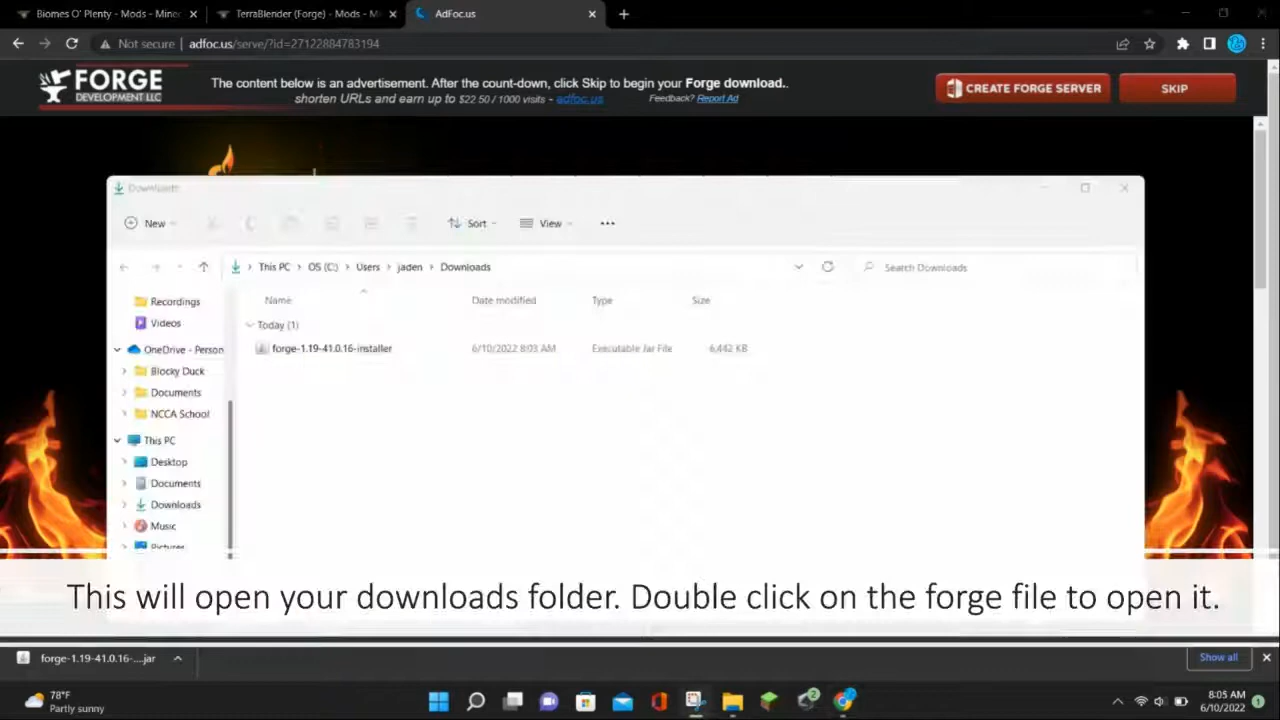 Biomes O' Plenty - Mods - Minec
TerraBlender (Forge) - Mods - M
AdFoc.us
Not secure adfoc.us/serve/?id=27122884783194
FORGE
DEVELOPMENT LLC
The content below is an advertisement. After the count-down, click Skip to begin your Forge download..
shorten URLs and earn up to $22.50 / 1000 visits - adfoc.us Feedback? Report Ad
CREATE FORGE SERVER
SKIP
Downloads
New Sort View
This PC > OS (C:) > Users > jaden > Downloads
Search Downloads
Name Date modified Type Size
Today (1)
forge-1.19-41.0.16-installer 6/10/2022 8:03 AM Executable Jar File 6,442 KB
Recordings
Videos
OneDrive - Person
Blocky Duck
Documents
NCCA School
This PC
Desktop
Documents
Downloads
Music
Pictures
This will open your downloads folder. Double click on the forge file to open it.
forge-1.19-41.0.16-....jar
Show all
78°F
Partly sunny
2
8:05 AM
6/10/2022
1